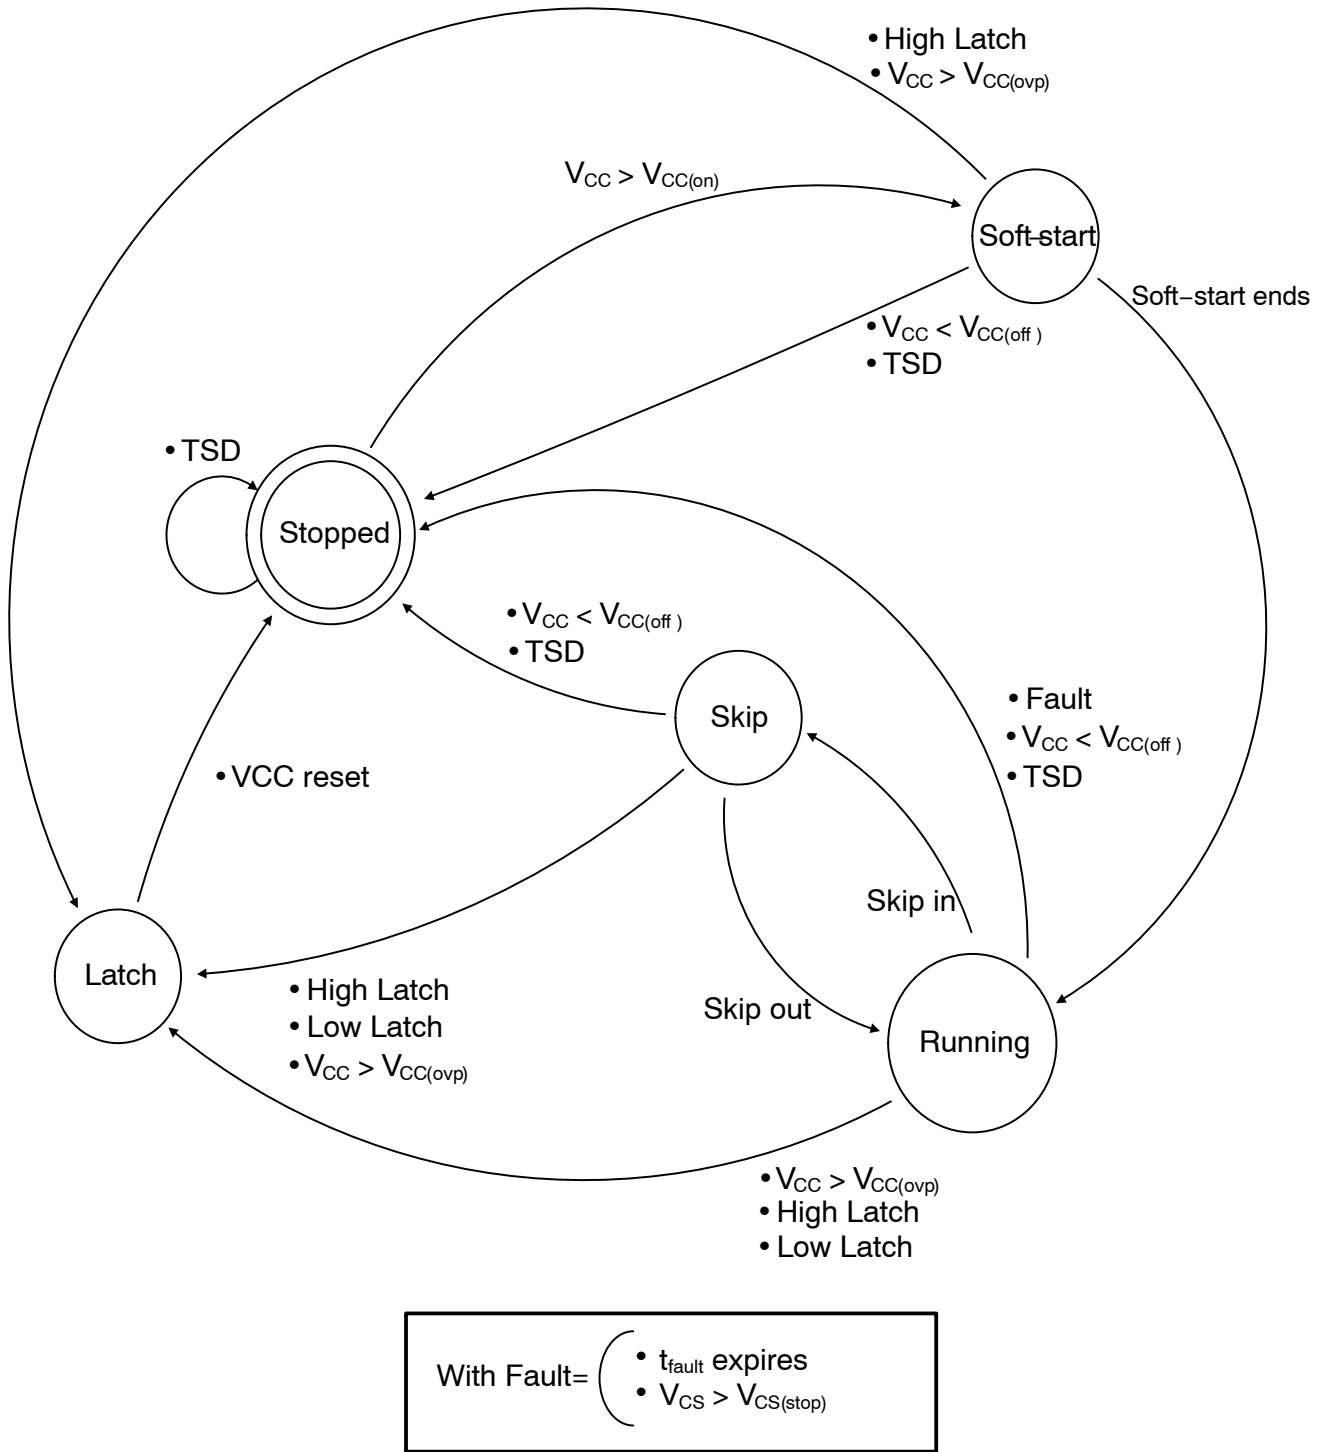 • High Latch
• VCC > VCC(ovp)
VCC > VCC(on)
Soft−start
Soft−start ends
• VCC < VCC(off )
• TSD
• TSD
Stopped
• VCC < VCC(off )
• TSD
Skip
• Fault
• VCC < VCC(off )
• TSD
• VCC reset
Skip in
Latch
• High Latch
• Low Latch
• VCC > VCC(ovp)
Skip out
Running
• VCC > VCC(ovp)
• High Latch
• Low Latch
With Fault=
• tfault expires
• VCS > VCS(stop)